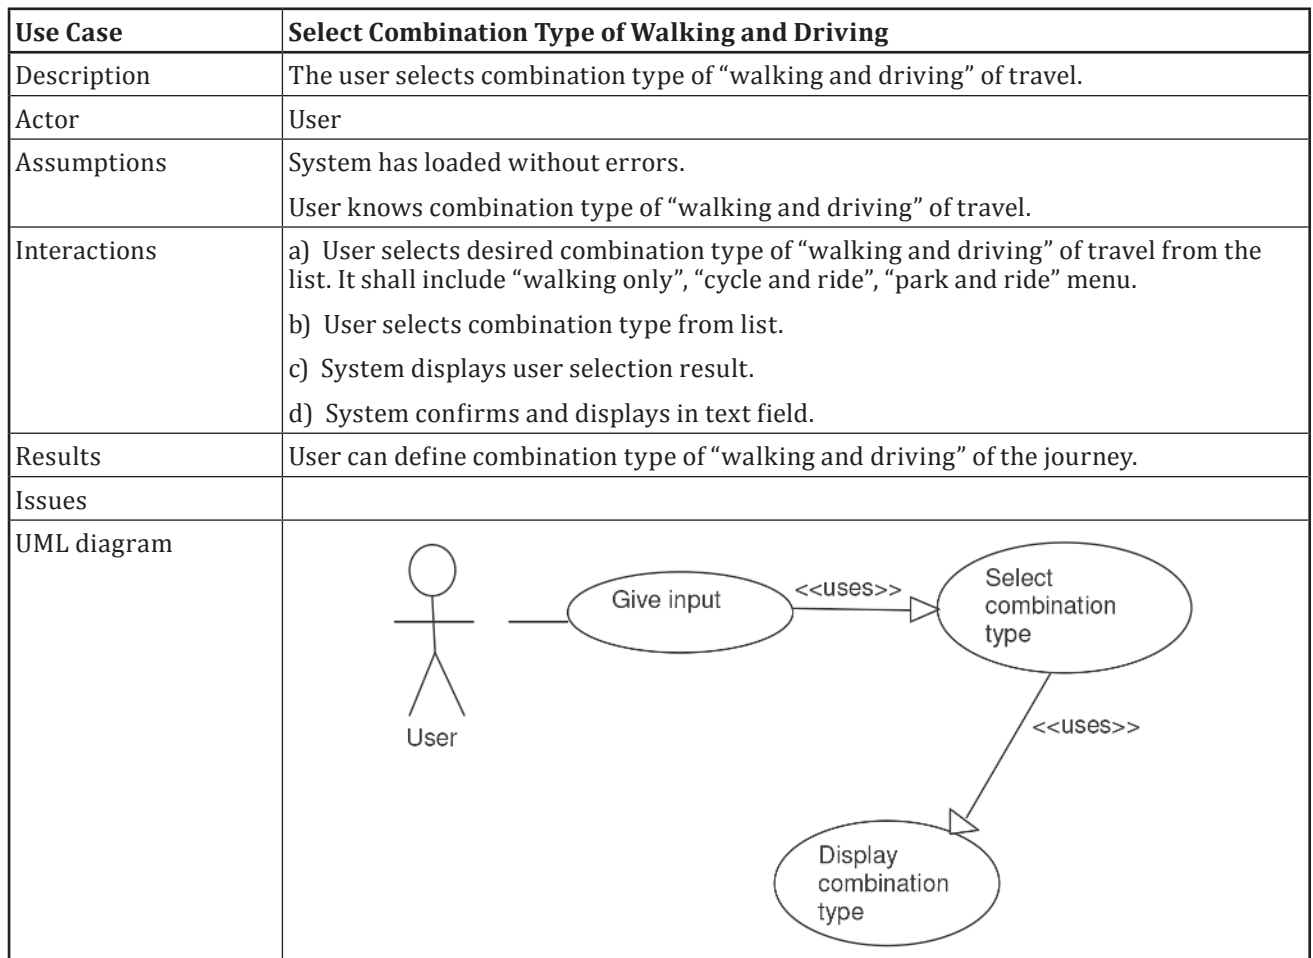 Use Case
Select Combination Type of Walking and Driving
Description
The user selects combination type of “walking and driving” of travel.
Actor
User
Assumptions
System has loaded without errors.
User knows combination type of “walking and driving” of travel.
Interactions
a) User selects desired combination type of “walking and driving” of travel from the
list. It shall include “walking only”, “cycle and ride”, “park and ride” menu.
b) User selects combination type from list.
c) System displays user selection result.
d) System confirms and displays in text field.
Results
User can define combination type of “walking and driving” of the journey.
Issues
UML diagram
User
Give input
<<uses>>
Select
combination
type
<<uses>>
Display
combination
type